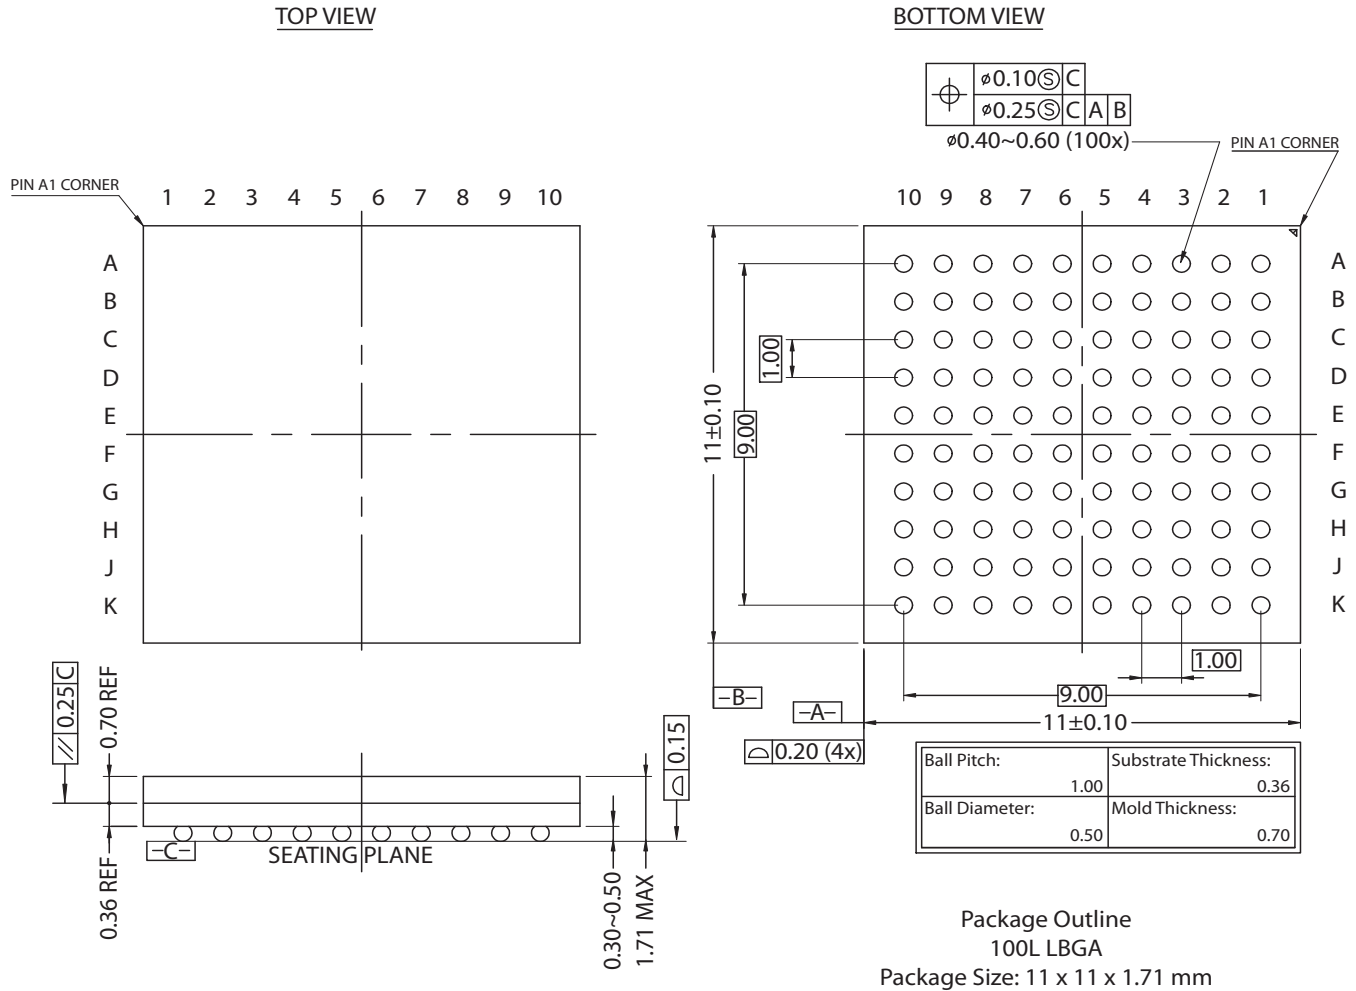 TOP VIEW
BOTTOM VIEW
⌀0.10Ⓢ C
⌀0.25Ⓢ C A B
⌀0.40~0.60 (100x)
PIN A1 CORNER
PIN A1 CORNER
1 2 3 4 5 6 7 8 9 10
10 9 8 7 6 5 4 3 2 1
A
B
C
D
E
F
G
H
J
K
A
B
C
D
E
F
G
H
J
K
1.00
11±0.10
9.00
1.00
9.00
11±0.10
–B–
–A–
⌓ 0.20 (4x)
// 0.25 C
0.70 REF
0.36 REF
–C–
SEATING PLANE
0.30~0.50
1.71 MAX
⌓ 0.15
Ball Pitch: 1.00
Substrate Thickness: 0.36
Ball Diameter: 0.50
Mold Thickness: 0.70
Package Outline
100L LBGA
Package Size: 11 x 11 x 1.71 mm